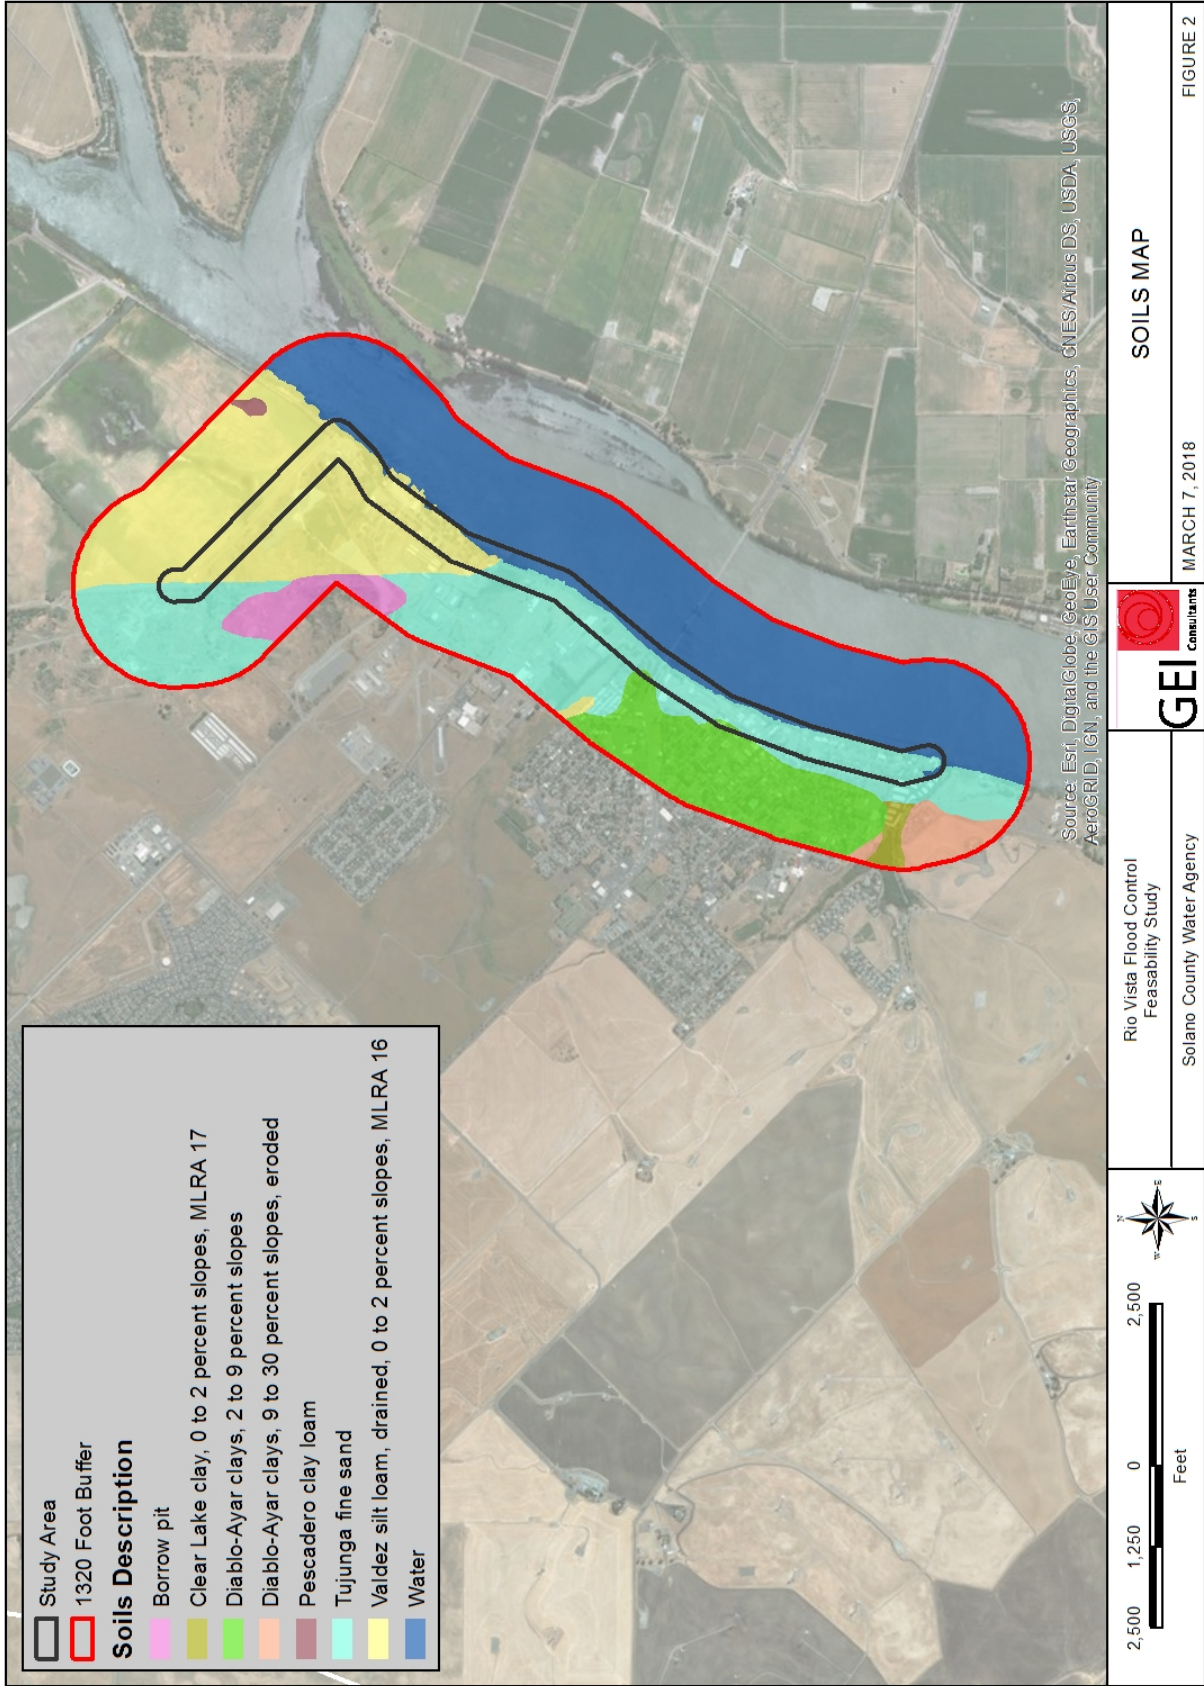 Study Area
1320 Foot Buffer
Soils Description
Borrow pit
Clear Lake clay, 0 to 2 percent slopes, MLRA 17
Diablo-Ayar clays, 2 to 9 percent slopes
Diablo-Ayar clays, 9 to 30 percent slopes, eroded
Pescadero clay loam
Tujunga fine sand
Valdez silt loam, drained, 0 to 2 percent slopes, MLRA 16
Water
Source: Esri, DigitalGlobe, GeoEye, Earthstar Geographics, CNES/Airbus DS, USDA, USGS,
AeroGRID, IGN, and the GIS User Community
2,500
1,250
0
2,500
Feet
N
W
E
S
Rio Vista Flood Control
Feasability Study
Solano County Water Agency
GEI Consultants
SOILS MAP
MARCH 7, 2018
FIGURE 2